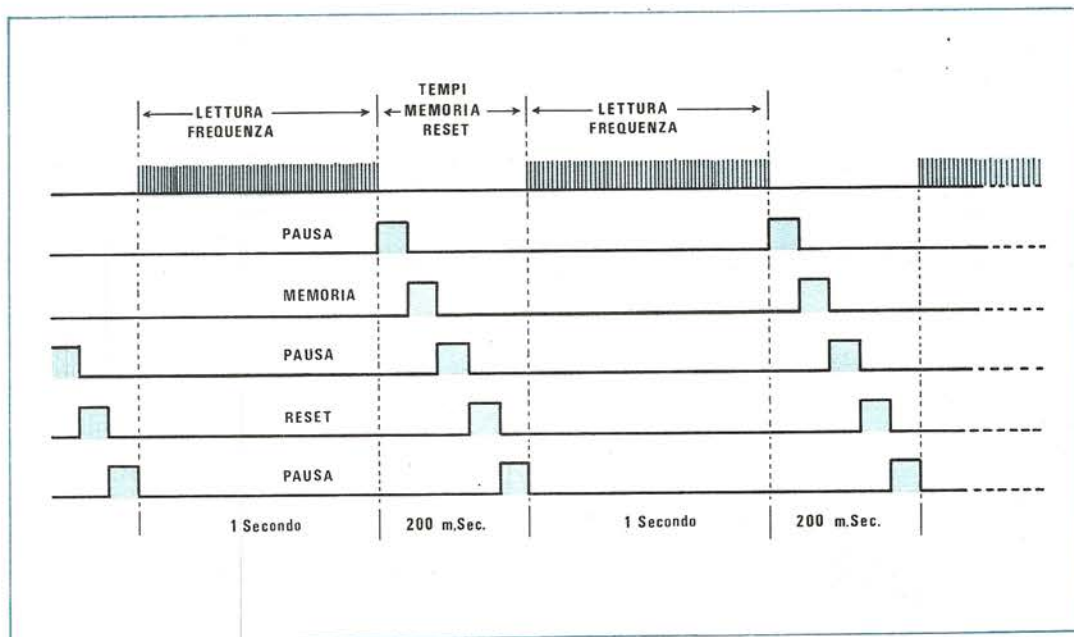 LETTURA
FREQUENZA
TEMPI
MEMORIA
RESET
LETTURA
FREQUENZA
PAUSA
MEMORIA
PAUSA
RESET
PAUSA
1 Secondo
200 m.Sec.
1 Secondo
200 m.Sec.